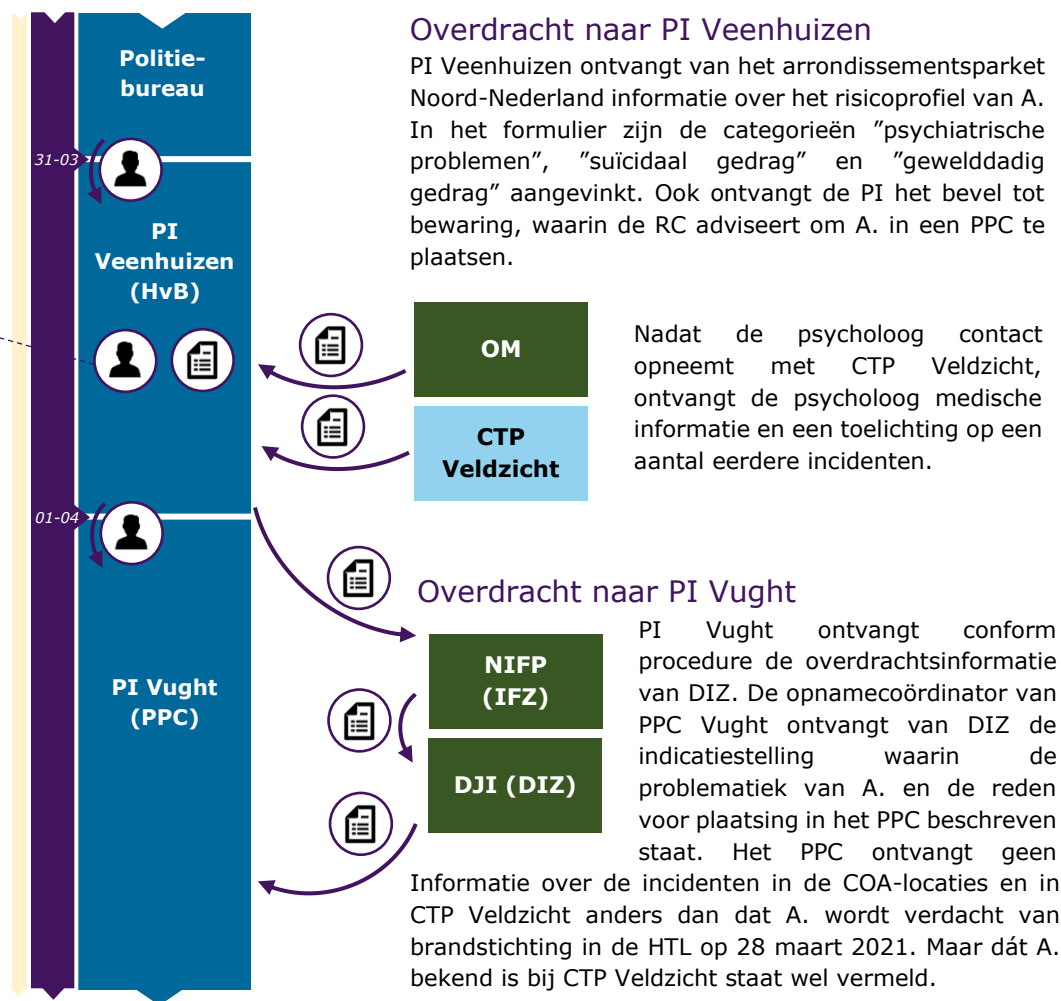 Politie-
bureau
31-03
PI
Veenhuizen
(HvB)
01-04
PI Vught
(PPC)
Overdracht naar PI Veenhuizen
PI Veenhuizen ontvangt van het arrondissementsparket
Noord-Nederland informatie over het risicoprofiel van A.
In het formulier zijn de categorieën ”psychiatrische
problemen”, ”suïcidaal gedrag” en ”gewelddadig
gedrag” aangevinkt. Ook ontvangt de PI het bevel tot
bewaring, waarin de RC adviseert om A. in een PPC te
plaatsen.
OM
CTP
Veldzicht
Nadat de psycholoog contact
opneemt met CTP Veldzicht,
ontvangt de psycholoog medische
informatie en een toelichting op een
aantal eerdere incidenten.
Overdracht naar PI Vught
NIFP
(IFZ)
DJI (DIZ)
PI Vught ontvangt conform
procedure de overdrachtsinformatie
van DIZ. De opnamecoördinator van
PPC Vught ontvangt van DIZ de
indicatiestelling waarin de
problematiek van A. en de reden
voor plaatsing in het PPC beschreven
staat. Het PPC ontvangt geen
Informatie over de incidenten in de COA-locaties en in
CTP Veldzicht anders dan dat A. wordt verdacht van
brandstichting in de HTL op 28 maart 2021. Maar dát A.
bekend is bij CTP Veldzicht staat wel vermeld.